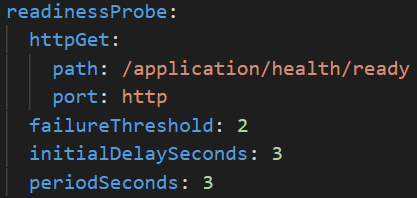 readinessProbe:
  httpGet:
    path: /application/health/ready
    port: http
  failureThreshold: 2
  initialDelaySeconds: 3
  periodSeconds: 3